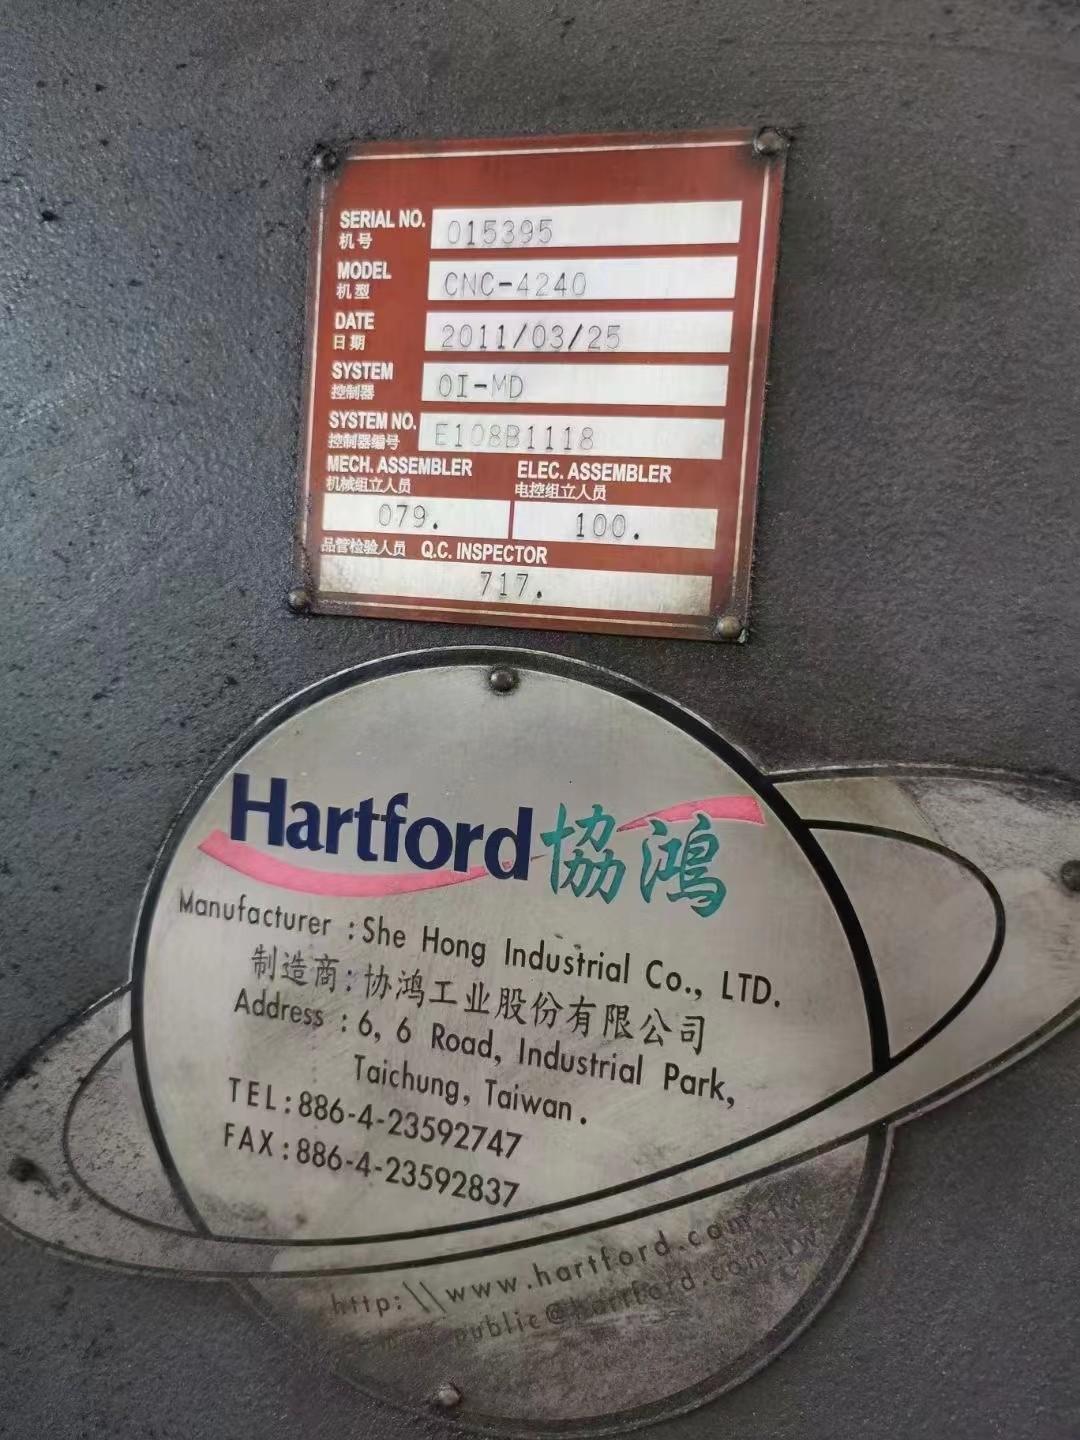 SERIAL NO. 015395
机号
MODEL CNC-4240
机型
DATE 2011/03/25
日期
SYSTEM 0I-MD
控制器
SYSTEM NO. E108B1118
控制器编号
MECH. ASSEMBLER ELEC. ASSEMBLER
机械组立人员 电控组立人员
079. 100.
品管检验人员 Q.C. INSPECTOR
717.
Hartford 協鴻
Manufacturer : She Hong Industrial Co., LTD.
制造商: 协鸿工业股份有限公司
Address : 6, 6 Road, Industrial Park,
Taichung, Taiwan.
TEL:886-4-23592747
FAX:886-4-23592837
http:\\www.hartford.com.tw
public@hartford.com.tw